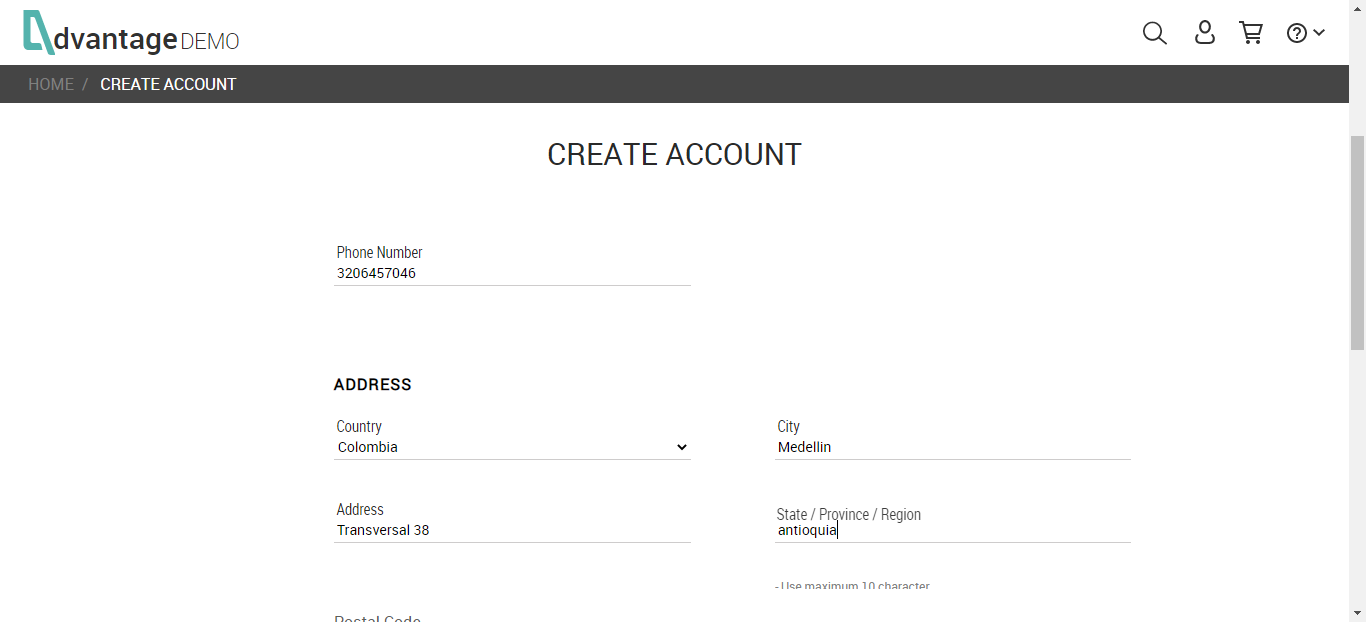 dvantage DEMO
HOME / CREATE ACCOUNT
CREATE ACCOUNT
Phone Number
3206457046
ADDRESS
Country
Colombia
City
Medellin
Address
Transversal 38
State / Province / Region
antioquia
- Use maximum 10 character
Postal Code